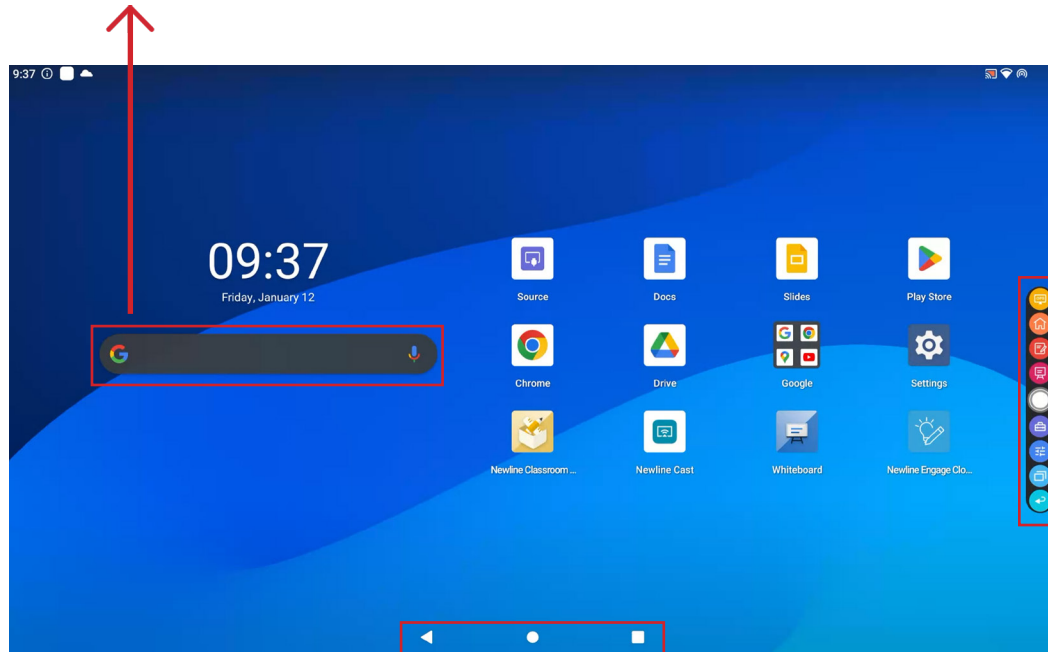 9:37
09:37
Friday, January 12
Source
Docs
Slides
Play Store
Chrome
Drive
Google
Settings
Newline Classroom ...
Newline Cast
Whiteboard
Newline Engage Clo...